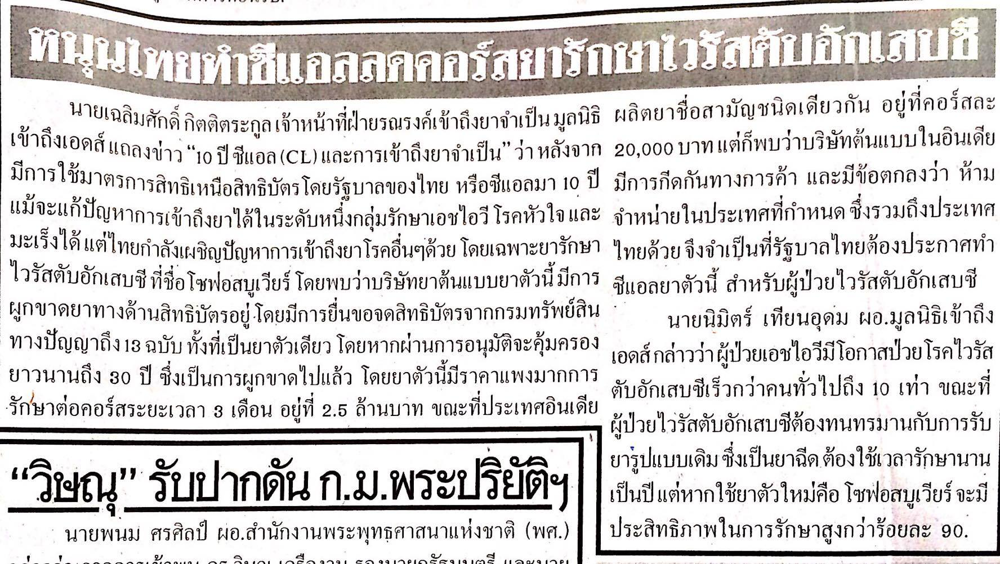 หนุนไทยทำซีแอลลดคอร์สยารักษาไวรัสตับอักเสบซี
นายเฉลิมศักดิ์ กิตติตระกูล เจ้าหน้าที่ฝ่ายรณรงค์เข้าถึงยาจำเป็น มูลนิธิ
เข้าถึงเอดส์ แถลงข่าว “10 ปี ซีแอล (CL) และการเข้าถึงยาจำเป็น” ว่า หลังจาก
มีการใช้มาตรการสิทธิเหนือสิทธิบัตรโดยรัฐบาลของไทย หรือซีแอลมา 10 ปี
แม้จะแก้ปัญหาการเข้าถึงยาได้ในระดับหนึ่งกลุ่มรักษาเอชไอวี โรคหัวใจ และ
มะเร็งได้ แต่ไทยกำลังเผชิญปัญหาการเข้าถึงยาโรคอื่นๆด้วย โดยเฉพาะยารักษา
ไวรัสตับอักเสบซี ที่ชื่อโซฟอสบูเวียร์ โดยพบว่าบริษัทยาต้นแบบยาตัวนี้ มีการ
ผูกขาดยาทางด้านสิทธิบัตรอยู่ โดยมีการยื่นขอจดสิทธิบัตรจากกรมทรัพย์สิน
ทางปัญญาถึง 13 ฉบับ ทั้งที่เป็นยาตัวเดียว โดยหากผ่านการอนุมัติจะคุ้มครอง
ยาวนานถึง 30 ปี ซึ่งเป็นการผูกขาดไปแล้ว โดยยาตัวนี้มีราคาแพงมากการ
รักษาต่อคอร์สระยะเวลา 3 เดือน อยู่ที่ 2.5 ล้านบาท ขณะที่ประเทศอินเดีย
ผลิตยาชื่อสามัญชนิดเดียวกัน อยู่ที่คอร์สละ
20,000 บาท แต่ก็พบว่าบริษัทต้นแบบในอินเดีย
มีการกีดกันทางการค้า และมีข้อตกลงว่า ห้าม
จำหน่ายในประเทศที่กำหนด ซึ่งรวมถึงประเทศ
ไทยด้วย จึงจำเป็นที่รัฐบาลไทยต้องประกาศทำ
ซีแอลยาตัวนี้ สำหรับผู้ป่วยไวรัสตับอักเสบซี
นายนิมิตร์ เทียนอุดม ผอ.มูลนิธิเข้าถึง
เอดส์ กล่าวว่า ผู้ป่วยเอชไอวีมีโอกาสป่วยโรคไวรัส
ตับอักเสบซีเร็วกว่าคนทั่วไปถึง 10 เท่า ขณะที่
ผู้ป่วยไวรัสตับอักเสบซีต้องทนทรมานกับการรับ
ยารูปแบบเดิม ซึ่งเป็นยาฉีด ต้องใช้เวลารักษานาน
เป็นปี แต่หากใช้ยาตัวใหม่คือ โซฟอสบูเวียร์ จะมี
ประสิทธิภาพในการรักษาสูงกว่าร้อยละ 90.
“วิษณุ” รับปากดัน ก.ม.พระปริยัติฯ
นายพนม ศรศิลป์ ผอ.สำนักงานพระพุทธศาสนาแห่งชาติ (พศ.)